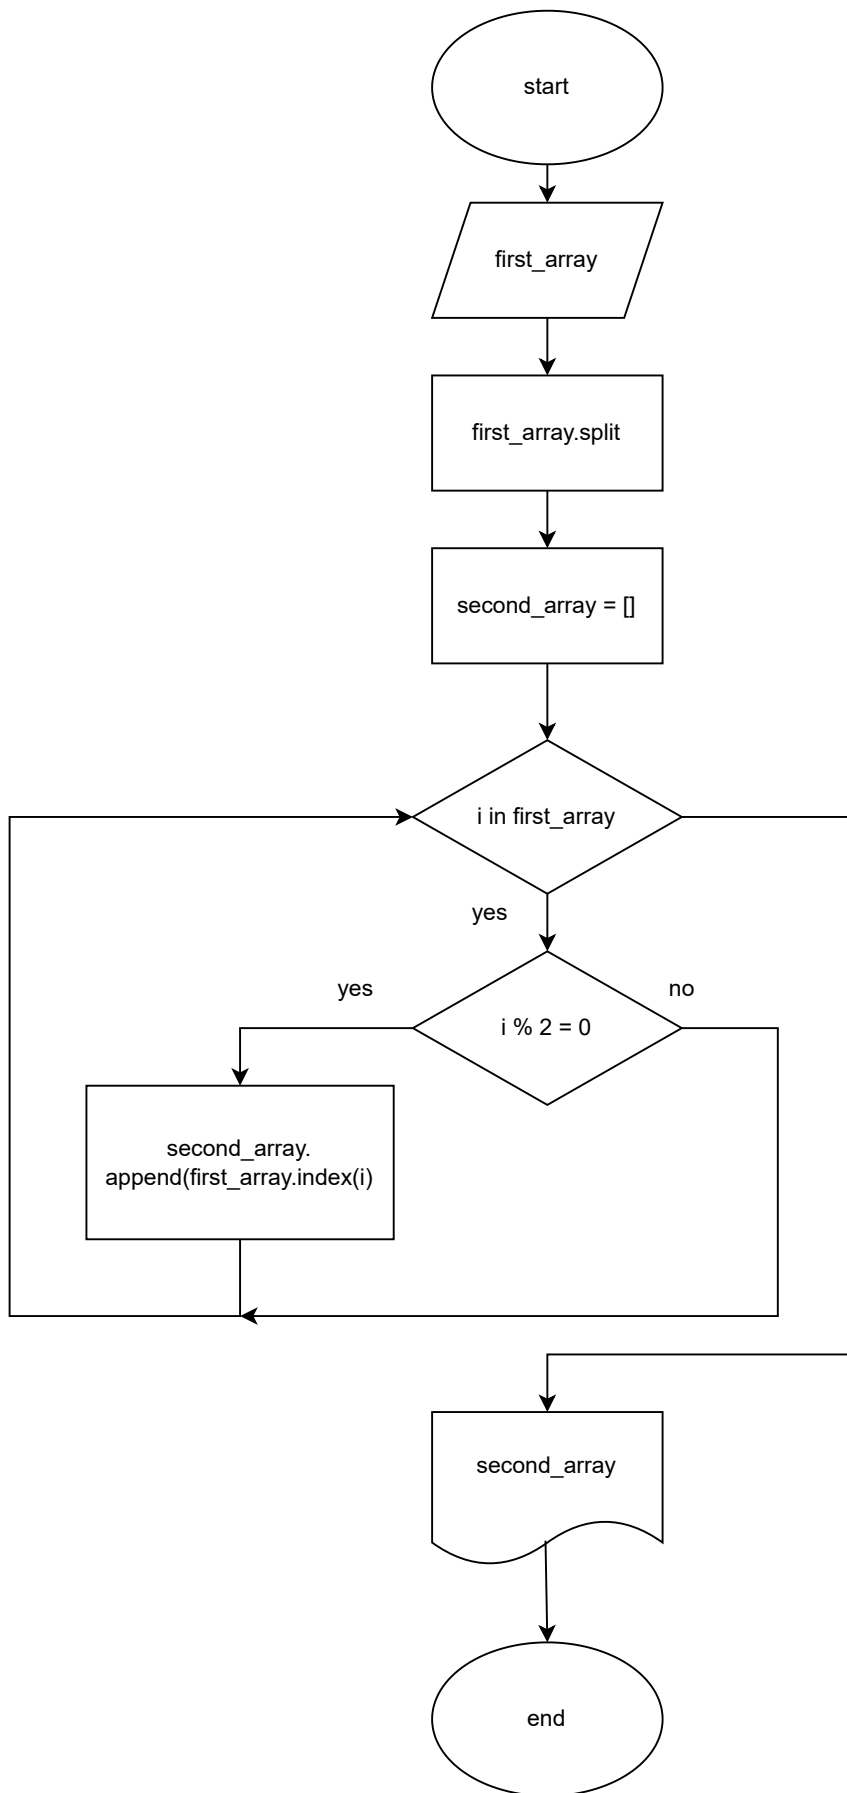 start
first_array
first_array.split
second_array = []
i in first_array
yes
yes
no
i % 2 = 0
second_array.
append(first_array.index(i)
second_array
end